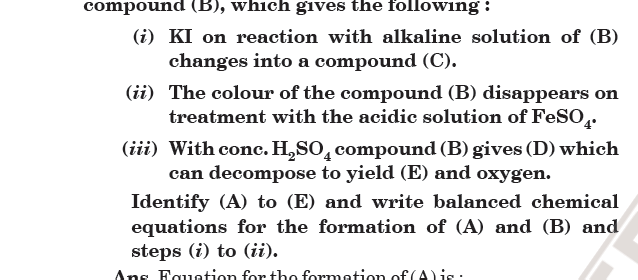 compound (B), which gives the following :
(i) KI on reaction with alkaline solution of (B)
changes into a compound (C).
(ii) The colour of the compound (B) disappears on
treatment with the acidic solution of FeSO₄.
(iii) With conc. H₂SO₄ compound (B) gives (D) which
can decompose to yield (E) and oxygen.
Identify (A) to (E) and write balanced chemical
equations for the formation of (A) and (B) and
steps (i) to (ii).
Ans. Equation for the formation of (A) is :